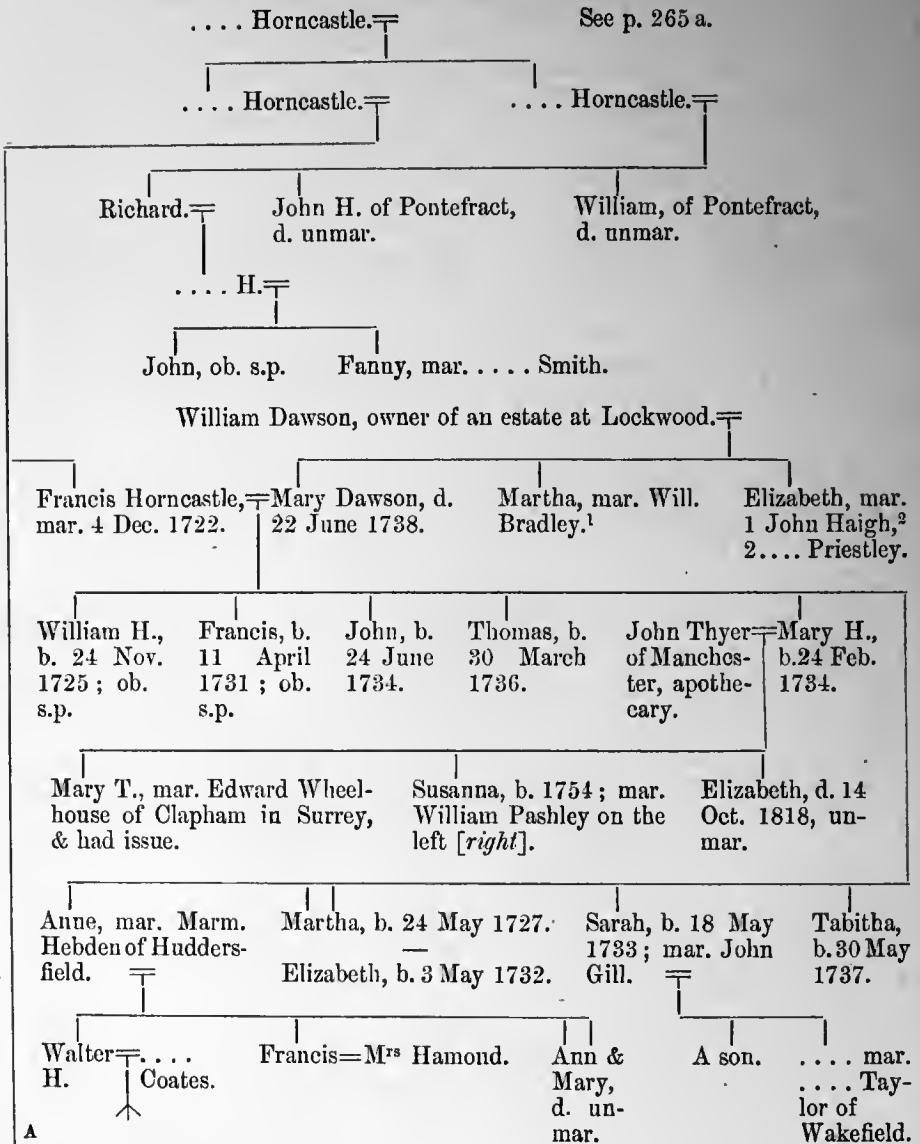 .... Horncastle. See p. 265 a.
.... Horncastle. .... Horncastle.
Richard. John H. of Pontefract, d. unmar. William, of Pontefract, d. unmar.
.... H.
John, ob. s.p. Fanny, mar. .... . Smith.
William Dawson, owner of an estate at Lockwood.
Francis Horncastle,
mar. 4 Dec. 1722.
Mary Dawson, d.
22 June 1738.
Martha, mar. Will.
Bradley.¹
Elizabeth, mar.
1 John Haigh,²
2.... Priestley.
William H.,
b. 24 Nov.
1725 ; ob.
s.p.
Francis, b.
11 April
1731 ; ob.
s.p.
John, b.
24 June
1734.
Thomas, b.
30 March
1736.
John Thyer
of Manches-
ter, apothe-
cary.
Mary H.,
b. 24 Feb.
1734.
Mary T., mar. Edward Wheel-
house of Clapham in Surrey,
& had issue.
Susanna, b. 1754 ; mar.
William Pashley on the
left [right].
Elizabeth, d. 14
Oct. 1818, un-
mar.
Anne, mar. Marm.
Hebden of Hudders-
field.
Martha, b. 24 May 1727.
—
Elizabeth, b. 3 May 1732.
Sarah, b. 18 May
1733 ; mar. John
Gill.
Tabitha,
b. 30 May
1737.
Walter = ....
H. Coates.
Francis = Mrs Hamond.
Ann &
Mary,
d. un-
mar.
A son.
.... mar.
.... Tay-
lor of
Wakefield.
A